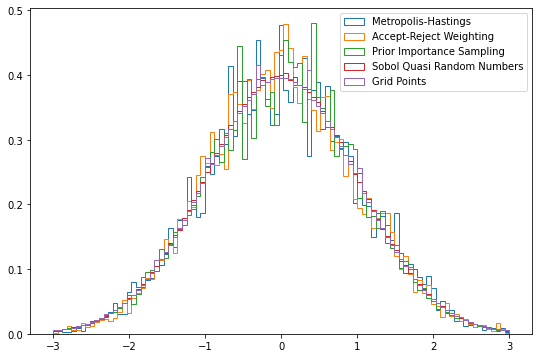 0.5
0.4
0.3
0.2
0.1
0.0
−3
−2
−1
0
1
2
3
Metropolis-Hastings
Accept-Reject Weighting
Prior Importance Sampling
Sobol Quasi Random Numbers
Grid Points